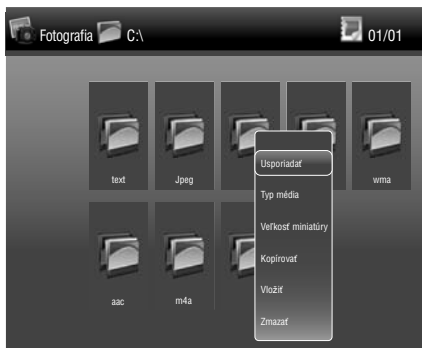 Fotografia C:\ 01/01
text Jpeg wma
Usporiadať
Typ média
Veľkosť miniatúry
Kopírovať
Vložiť
Zmazať
aac m4a